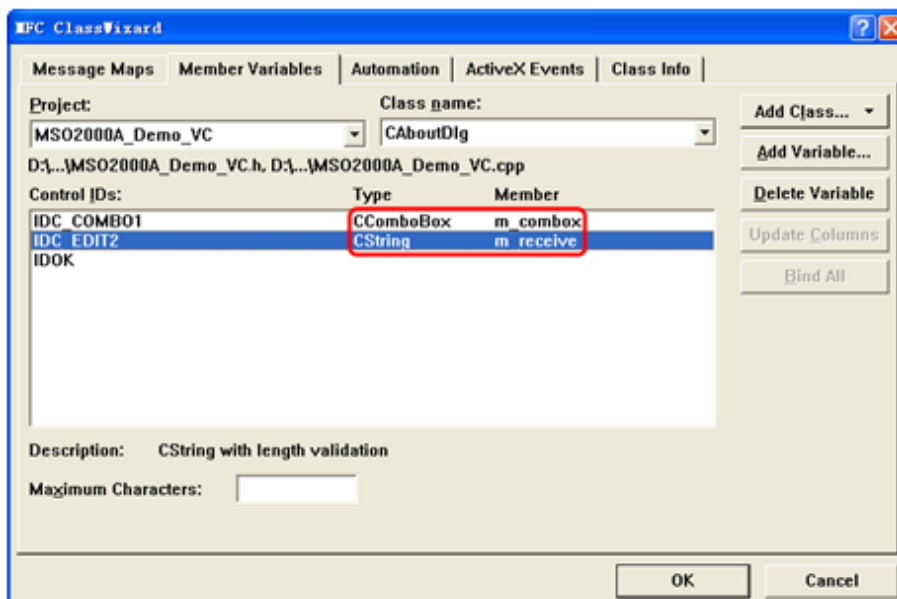 MFC ClassWizard
Message Maps Member Variables Automation ActiveX Events Class Info
Project: Class name:
MSO2000A_Demo_VC CAboutDlg
Add Class...
D:\...\MSO2000A_Demo_VC.h, D:\...\MSO2000A_Demo_VC.cpp
Add Variable...
Control IDs: Type Member
Delete Variable
IDC_COMBO1 CComboBox m_combox
IDC_EDIT2 CString m_receive
Update Columns
IDOK
Bind All
Description: CString with length validation
Maximum Characters:
OK Cancel